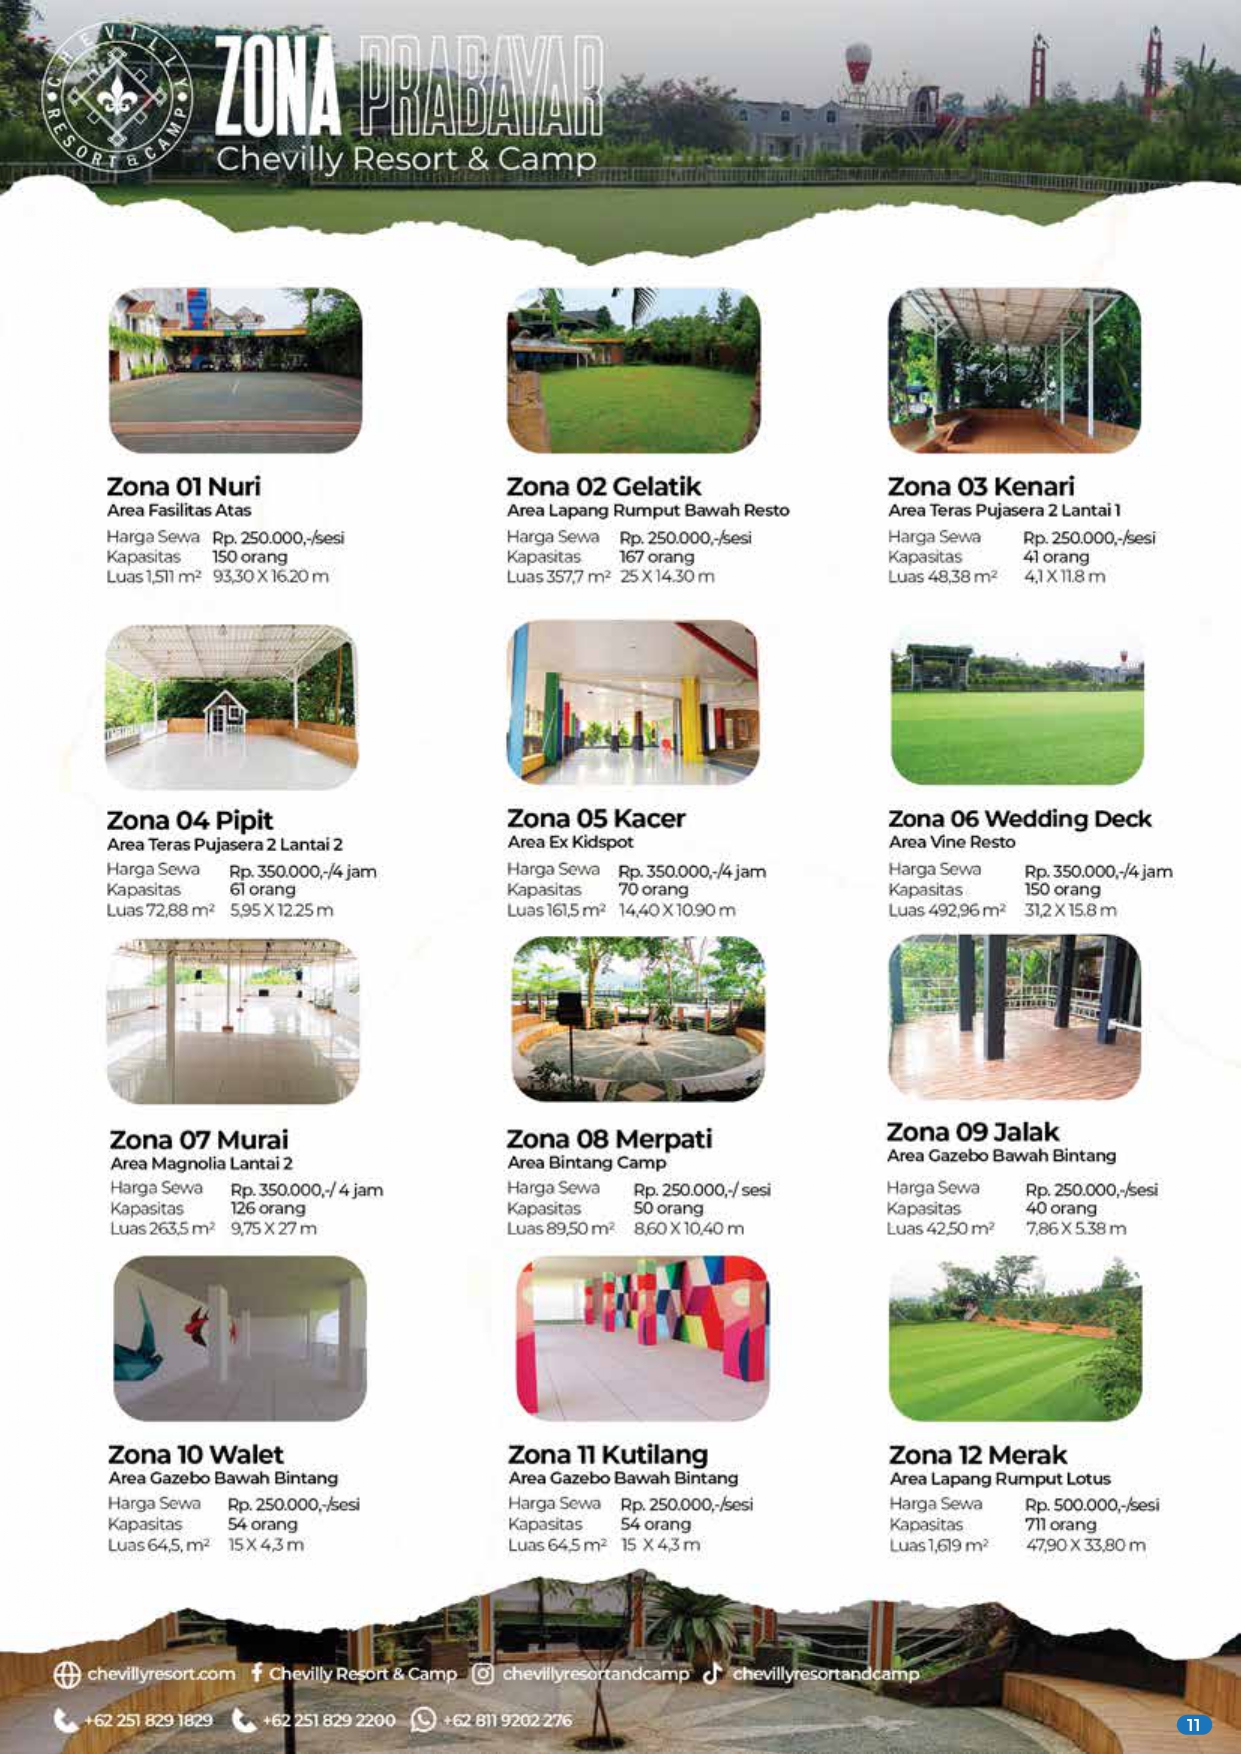 CHEVILLY
RESORT & CAMP
ZONA PRABAYAR
Chevilly Resort & Camp
Zona 01 Nuri
Area Fasilitas Atas
Harga Sewa Rp. 250.000,-/sesi
Kapasitas 150 orang
Luas 1,511 m² 93,30 X 16.20 m
Zona 02 Gelatik
Area Lapang Rumput Bawah Resto
Harga Sewa Rp. 250.000,-/sesi
Kapasitas 167 orang
Luas 357,7 m² 25 X 14.30 m
Zona 03 Kenari
Area Teras Pujasera 2 Lantai 1
Harga Sewa Rp. 250.000,-/sesi
Kapasitas 41 orang
Luas 48,38 m² 4,1 X 11.8 m
Zona 04 Pipit
Area Teras Pujasera 2 Lantai 2
Harga Sewa Rp. 350.000,-/4 jam
Kapasitas 61 orang
Luas 72,88 m² 5,95 X 12.25 m
Zona 05 Kacer
Area Ex Kidspot
Harga Sewa Rp. 350.000,-/4 jam
Kapasitas 70 orang
Luas 161,5 m² 14,40 X 10.90 m
Zona 06 Wedding Deck
Area Vine Resto
Harga Sewa Rp. 350.000,-/4 jam
Kapasitas 150 orang
Luas 492,96 m² 31,2 X 15.8 m
Zona 07 Murai
Area Magnolia Lantai 2
Harga Sewa Rp. 350.000,-/ 4 jam
Kapasitas 126 orang
Luas 263,5 m² 9,75 X 27 m
Zona 08 Merpati
Area Bintang Camp
Harga Sewa Rp. 250.000,-/ sesi
Kapasitas 50 orang
Luas 89,50 m² 8,60 X 10,40 m
Zona 09 Jalak
Area Gazebo Bawah Bintang
Harga Sewa Rp. 250.000,-/sesi
Kapasitas 40 orang
Luas 42,50 m² 7,86 X 5.38 m
Zona 10 Walet
Area Gazebo Bawah Bintang
Harga Sewa Rp. 250.000,-/sesi
Kapasitas 54 orang
Luas 64,5, m² 15 X 4,3 m
Zona 11 Kutilang
Area Gazebo Bawah Bintang
Harga Sewa Rp. 250.000,-/sesi
Kapasitas 54 orang
Luas 64,5 m² 15 X 4,3 m
Zona 12 Merak
Area Lapang Rumput Lotus
Harga Sewa Rp. 500.000,-/sesi
Kapasitas 711 orang
Luas 1,619 m² 47,90 X 33,80 m
chevillyresort.com Chevilly Resort & Camp chevillyresortandcamp chevillyresortandcamp
+62 251 829 1829 +62 251 829 2200 +62 811 9202 276
11